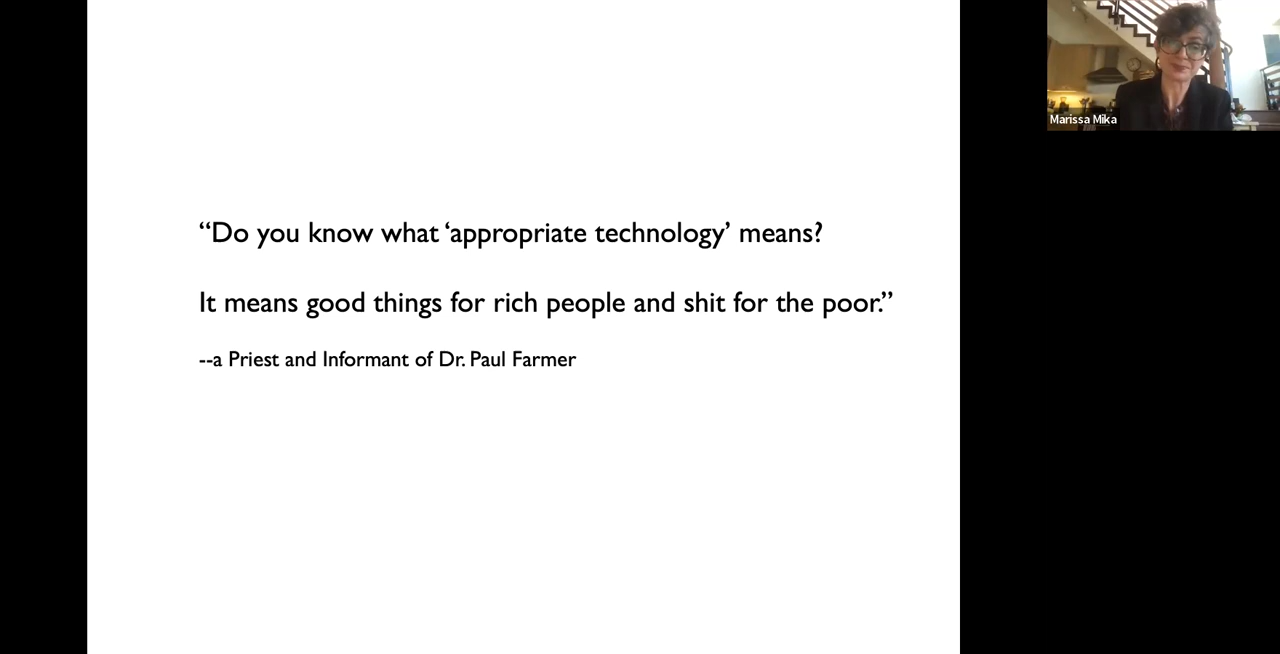 “Do you know what ‘appropriate technology’ means?
It means good things for rich people and shit for the poor.”
--a Priest and Informant of Dr. Paul Farmer
Marissa Mika